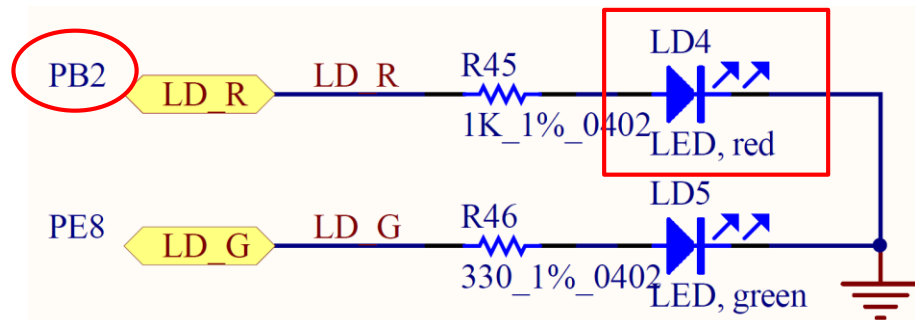 PB2
LD_R
LD_R
R45
1K_1%_0402
LD4
LED, red
PE8
LD_G
LD_G
R46
330_1%_0402
LD5
LED, green